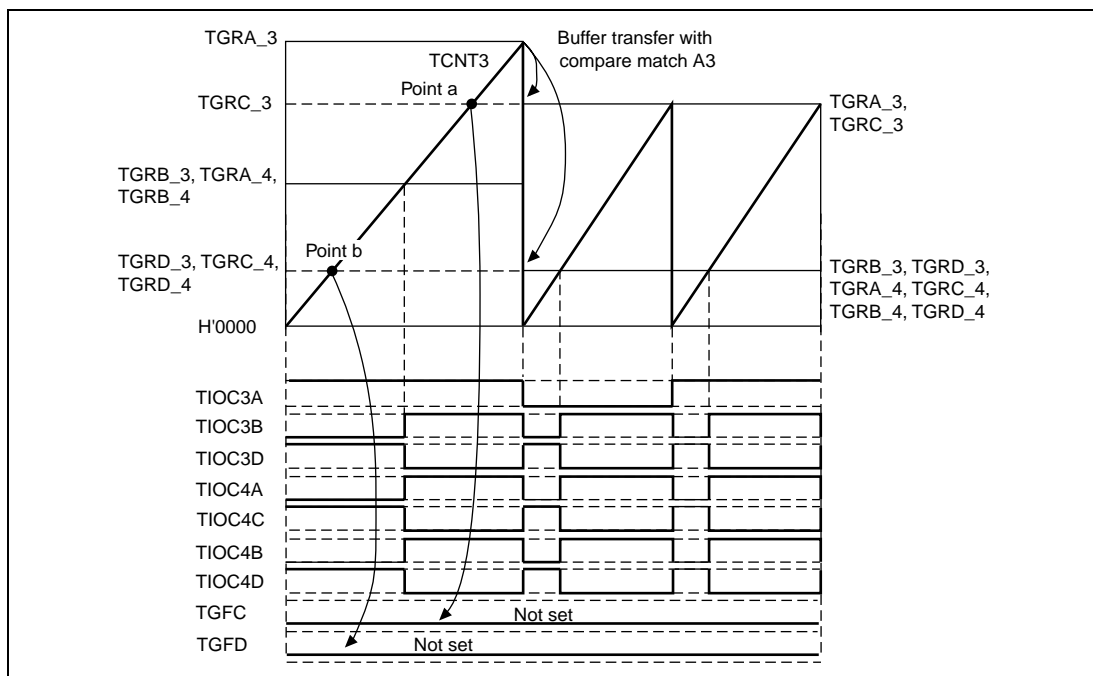 TGRA_3
TCNT3
Buffer transfer with
compare match A3
Point a
TGRC_3
TGRA_3,
TGRC_3
TGRB_3, TGRA_4,
TGRB_4
Point b
TGRD_3, TGRC_4,
TGRD_4
TGRB_3, TGRD_3,
TGRA_4, TGRC_4,
TGRB_4, TGRD_4
H'0000
TIOC3A
TIOC3B
TIOC3D
TIOC4A
TIOC4C
TIOC4B
TIOC4D
TGFC
Not set
TGFD
Not set